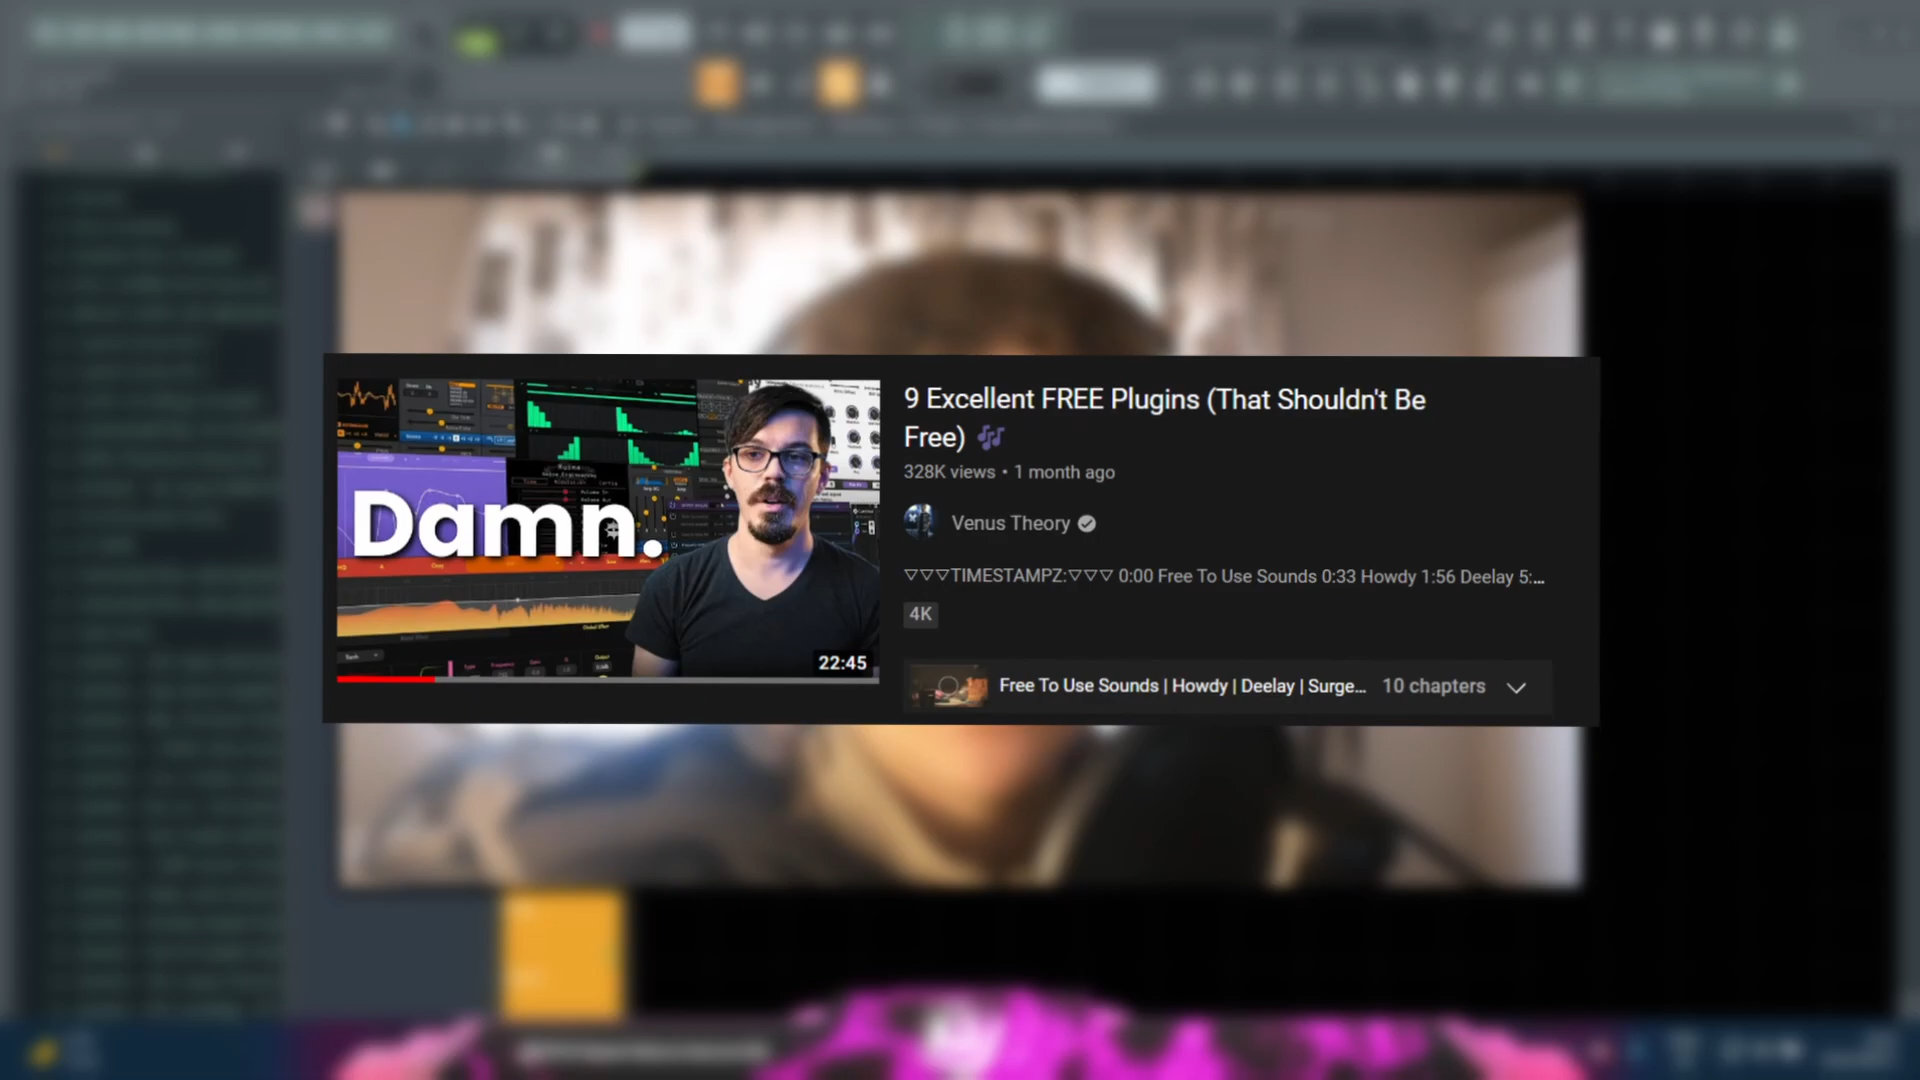 Damn.
22:45
9 Excellent FREE Plugins (That Shouldn't Be
Free) 🎶
328K views • 1 month ago
Venus Theory
▽▽▽TIMESTAMPZ:▽▽▽ 0:00 Free To Use Sounds 0:33 Howdy 1:56 Deelay 5:...
4K
Free To Use Sounds | Howdy | Deelay | Surge... 10 chapters